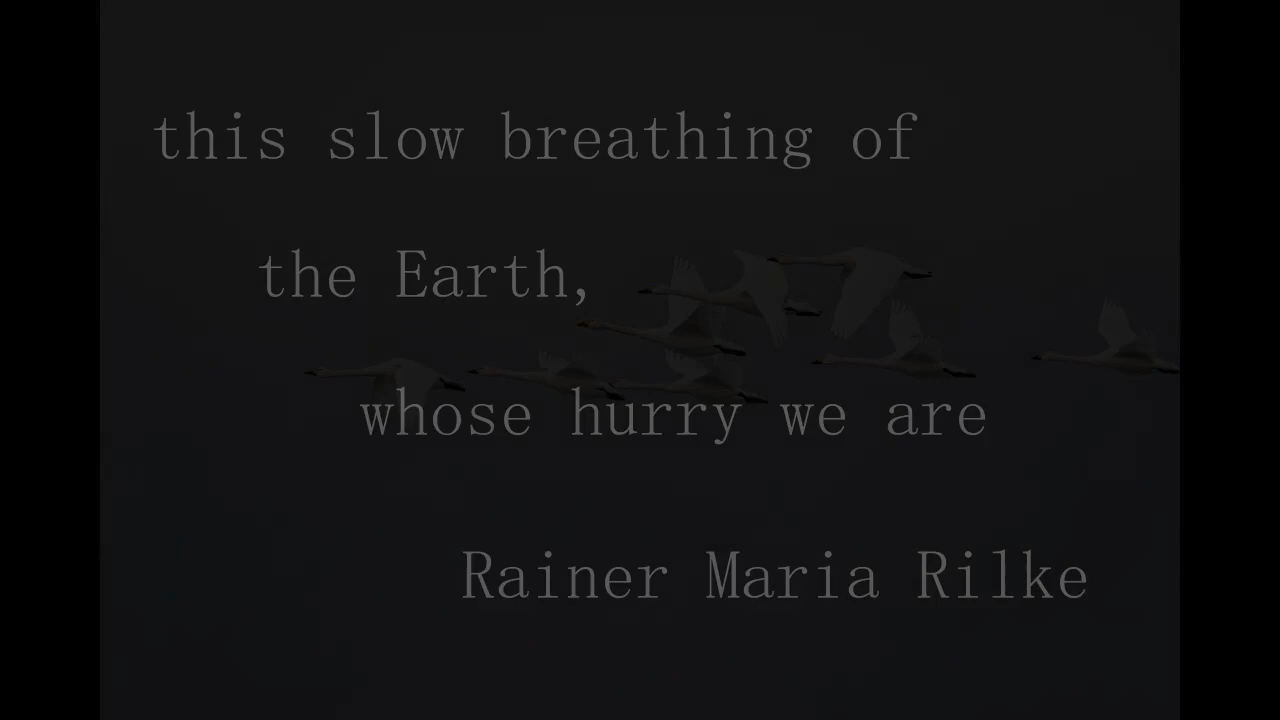 this slow breathing of
the Earth,
whose hurry we are
Rainer Maria Rilke